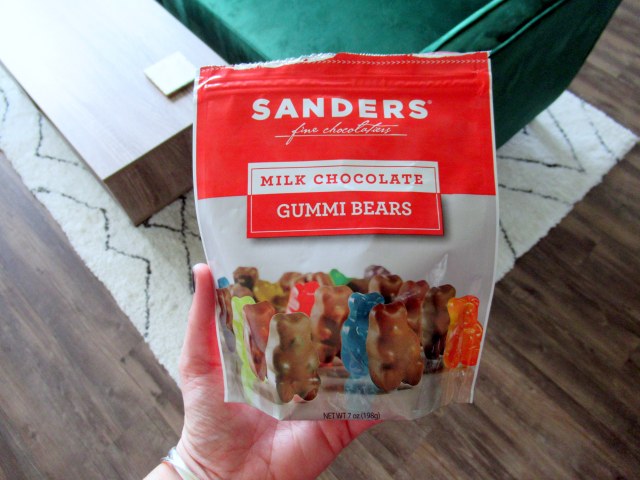 SANDERS®
fine chocolatiers
MILK CHOCOLATE
GUMMI BEARS
NET WT 7 oz (198g)